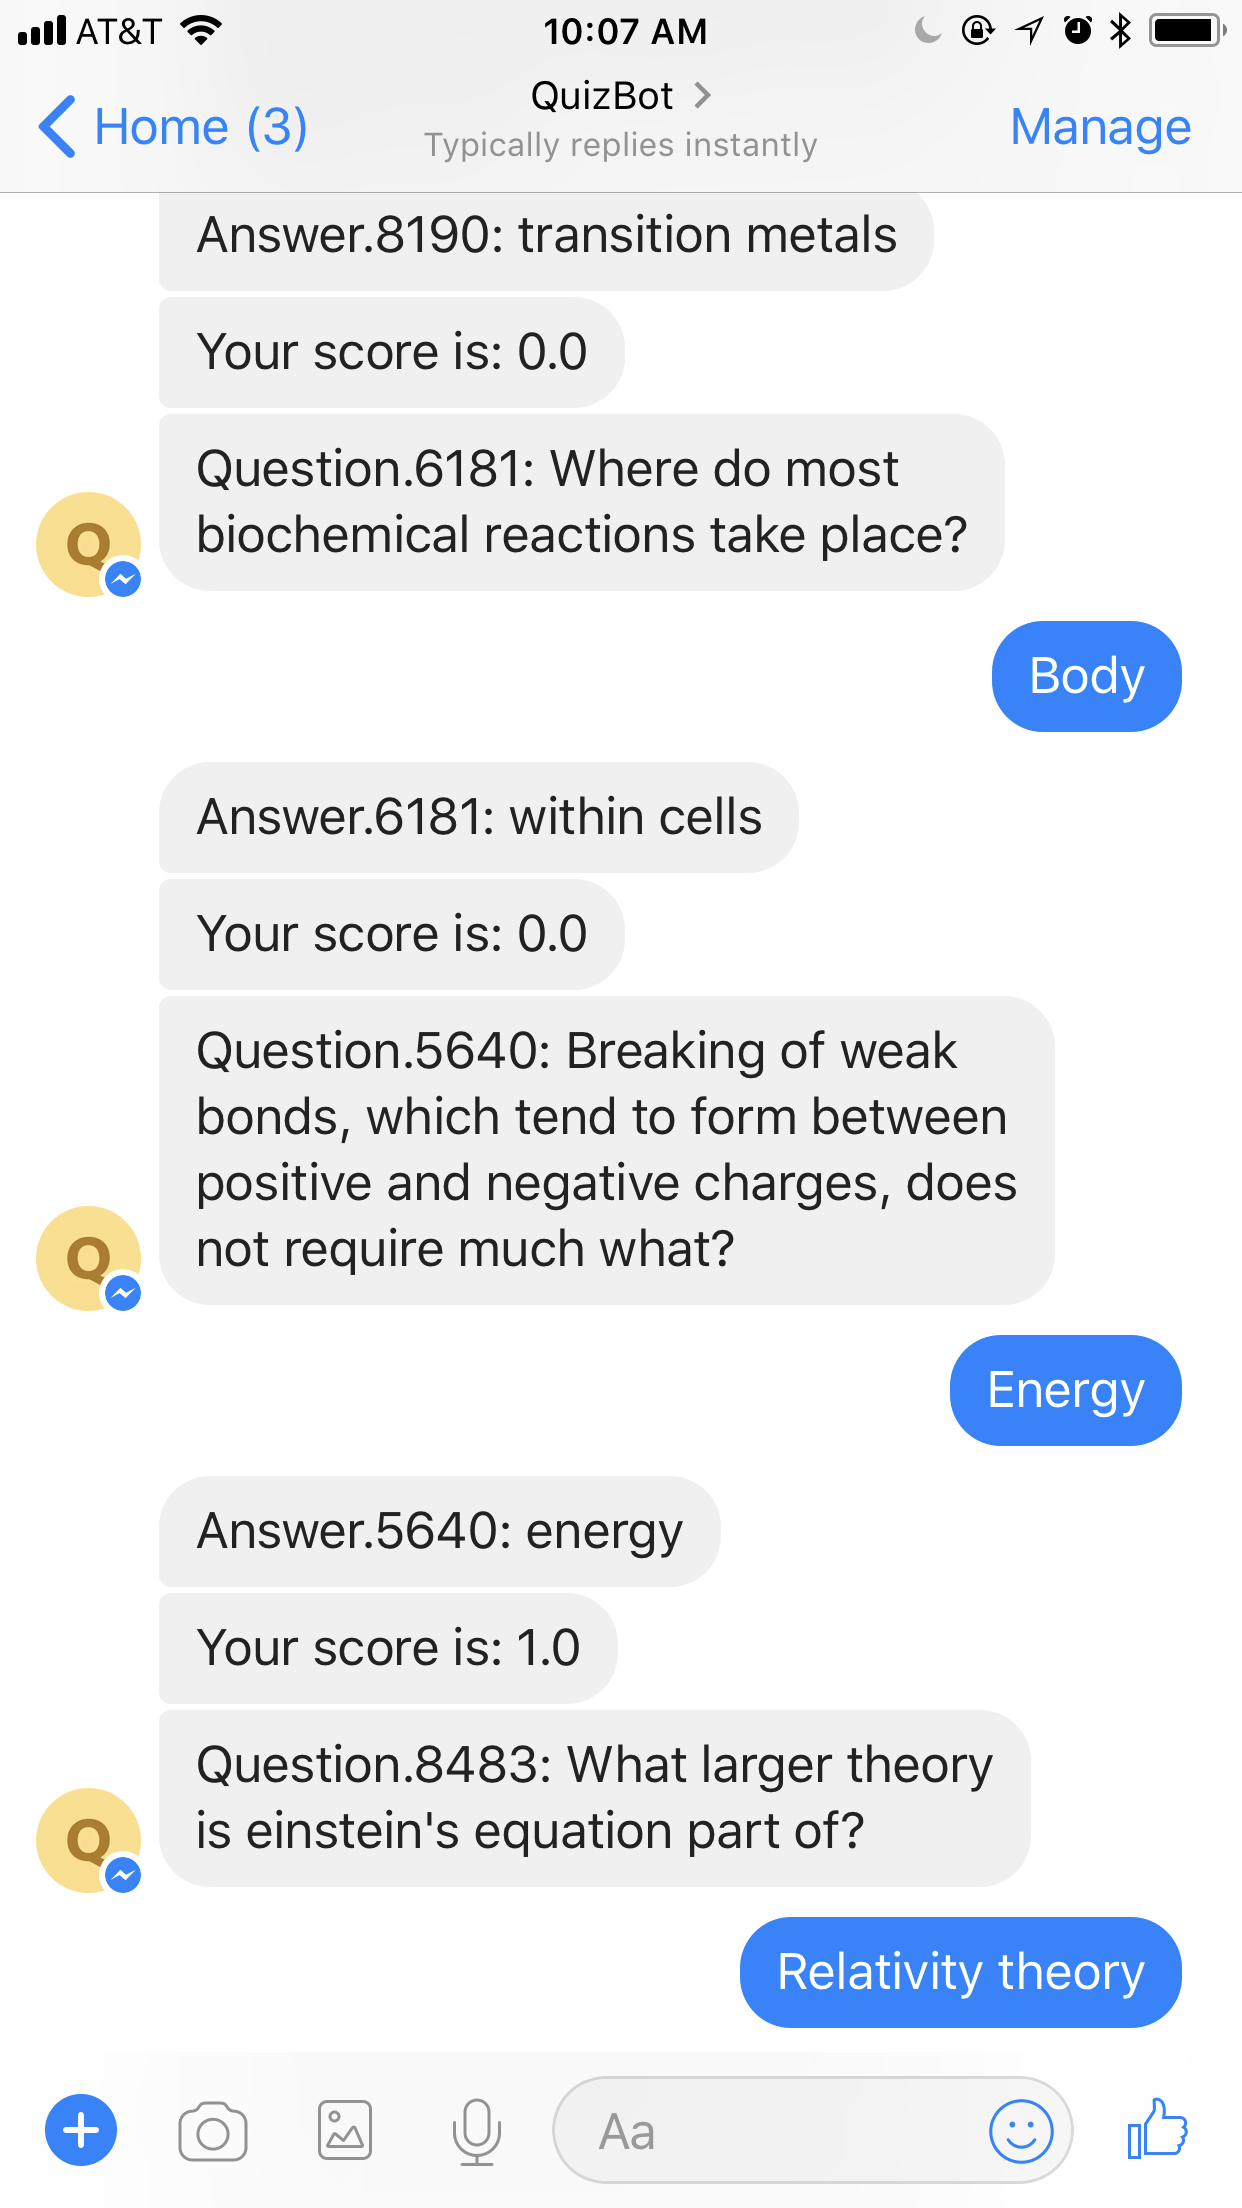 AT&T 10:07 AM
QuizBot
Home (3)
Typically replies instantly
Manage
Answer.8190: transition metals
Your score is: 0.0
Question.6181: Where do most
biochemical reactions take place?
Q
Body
Answer.6181: within cells
Your score is: 0.0
Question.5640: Breaking of weak
bonds, which tend to form between
positive and negative charges, does
not require much what?
Q
Energy
Answer.5640: energy
Your score is: 1.0
Question.8483: What larger theory
is einstein's equation part of?
Q
Relativity theory
Aa